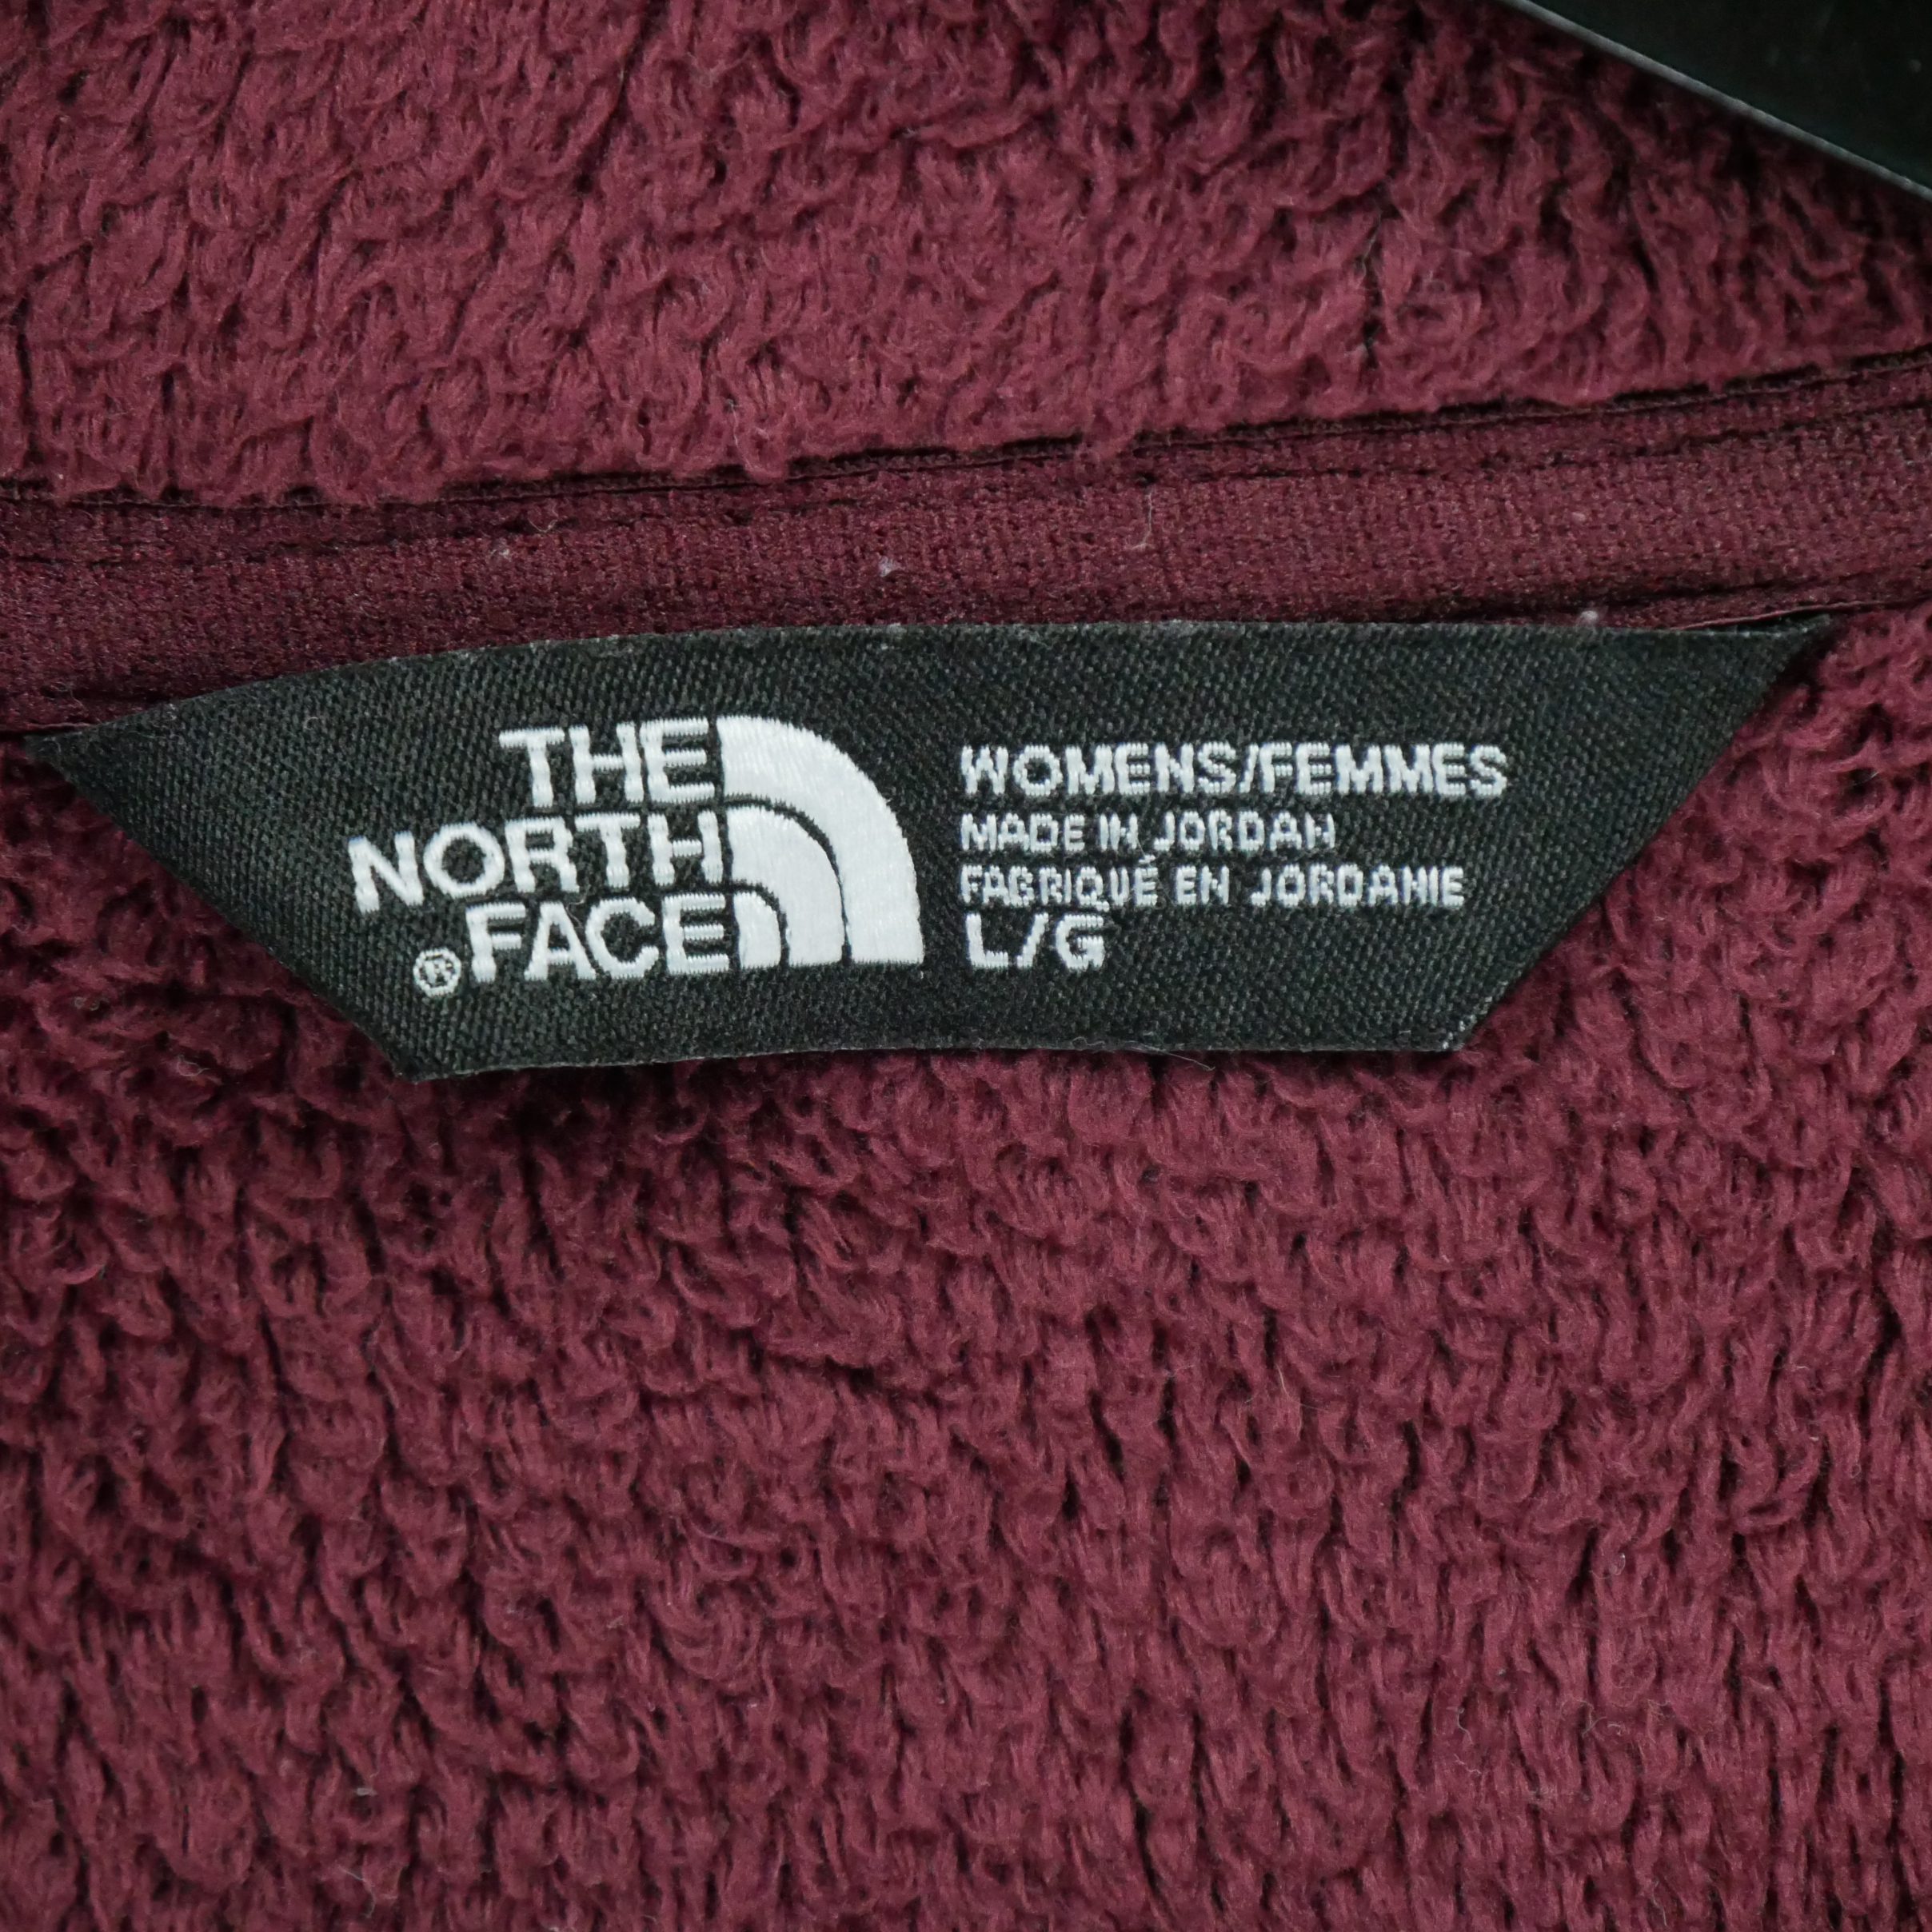 THE
NORTH
® FACE
WOMENS/FEMMES
MADE IN JORDAN
FABRIQUÉ EN JORDANIE
L/G